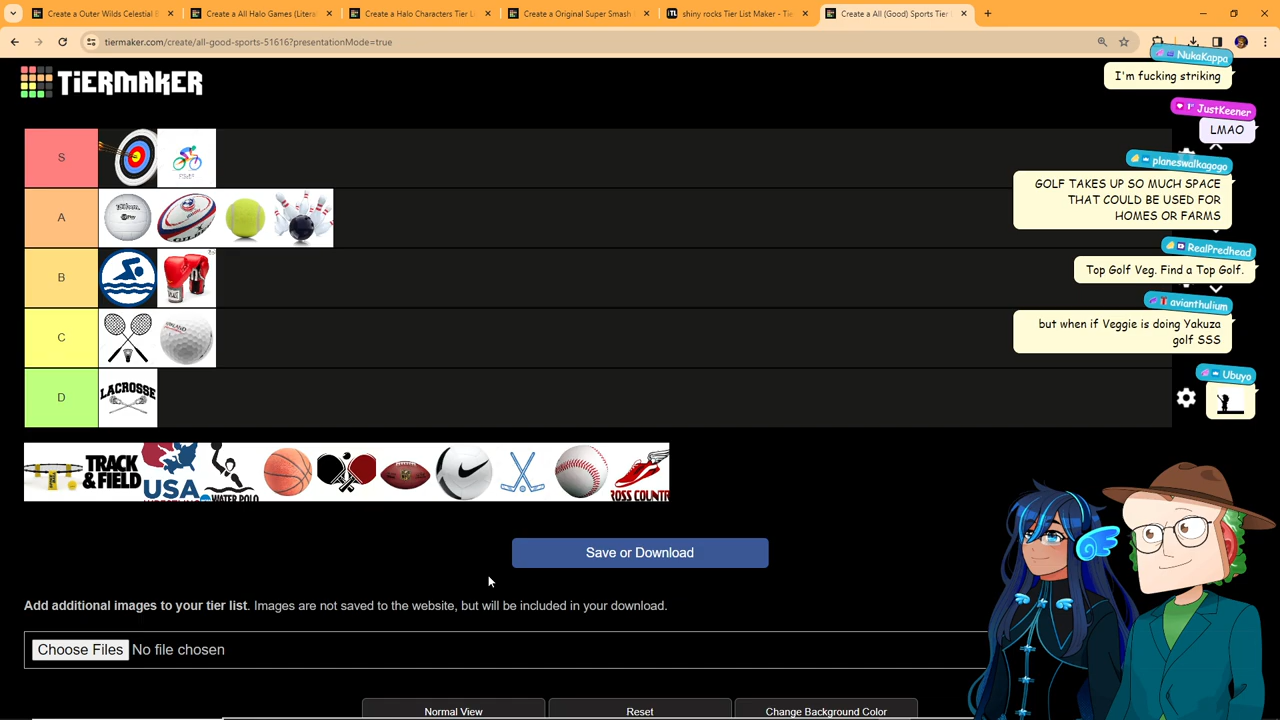 Create a Outer Wilds Celestial B
Create a All Halo Games (Litera
Create a Halo Characters Tier L
Create a Original Super Smash
shiny rocks Tier List Maker - Tie
Create a All (Good) Sports Tier
tiermaker.com/create/all-good-sports-51616?presentationMode=true
TiERMAKER
NukaKappa
I'm fucking striking
JustKeener
LMAO
planeswalkagogo
GOLF TAKES UP SO MUCH SPACE
THAT COULD BE USED FOR
HOMES OR FARMS
RealPredhead
Top Golf Veg. Find a Top Golf.
avianthulium
but when if Veggie is doing Yakuza
golf SSS
Ubuyo
S
A
Wilson
B
C
D
LACROSSE
TRACK
& FIELD
USA
WATER POLO
ROSS COUNTR
Save or Download
Add additional images to your tier list. Images are not saved to the website, but will be included in your download.
Choose Files No file chosen
Normal View
Reset
Change Background Color